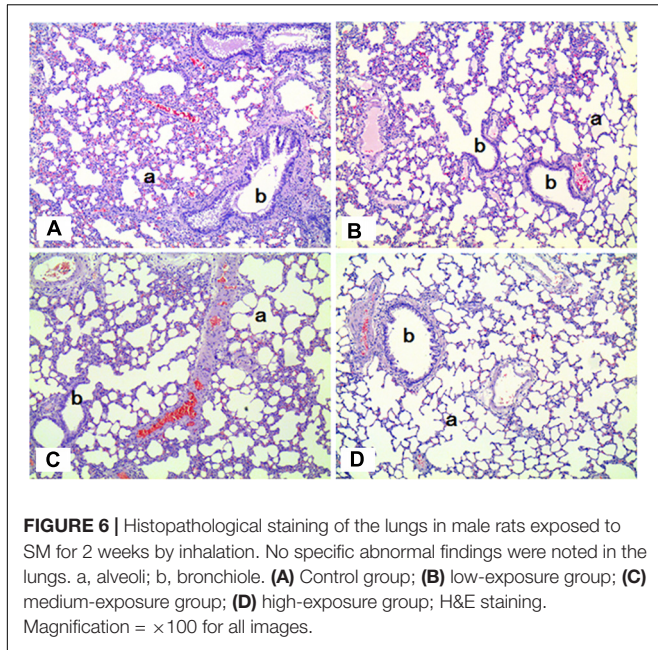 a
b
A
a
b
b
B
a
b
C
b
a
D
FIGURE 6 | Histopathological staining of the lungs in male rats exposed to
SM for 2 weeks by inhalation. No specific abnormal findings were noted in the
lungs. a, alveoli; b, bronchiole. (A) Control group; (B) low-exposure group; (C)
medium-exposure group; (D) high-exposure group; H&E staining.
Magnification = ×100 for all images.